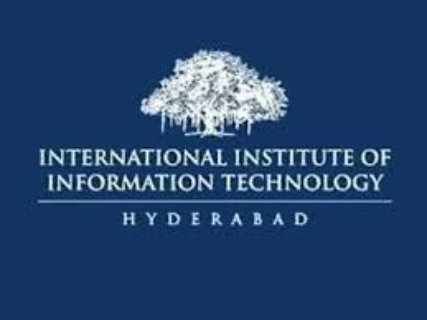 INTERNATIONAL INSTITUTE OF
INFORMATION TECHNOLOGY
HYDERABAD